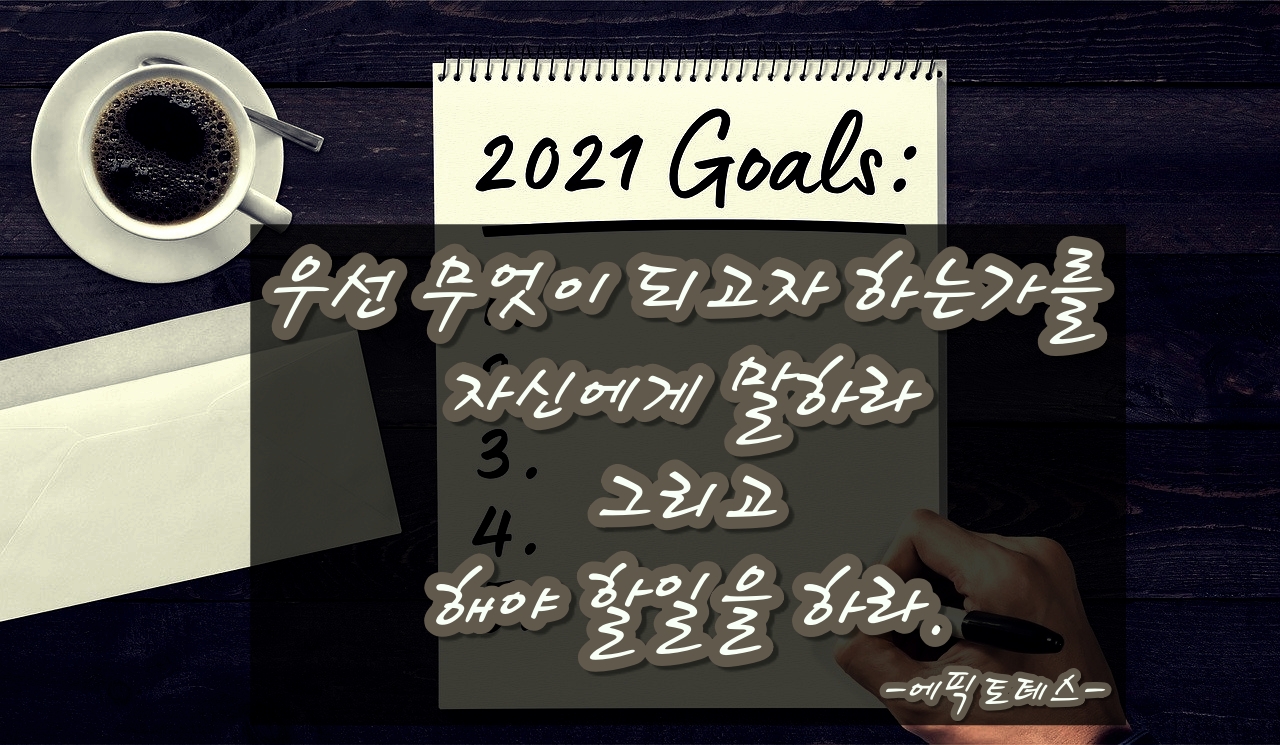 2021 Goals:
우선 무엇이 되고자 하는가를
자신에게 말하라
3.
그리고
4.
해야 할일을 하라.
-에픽토테스-